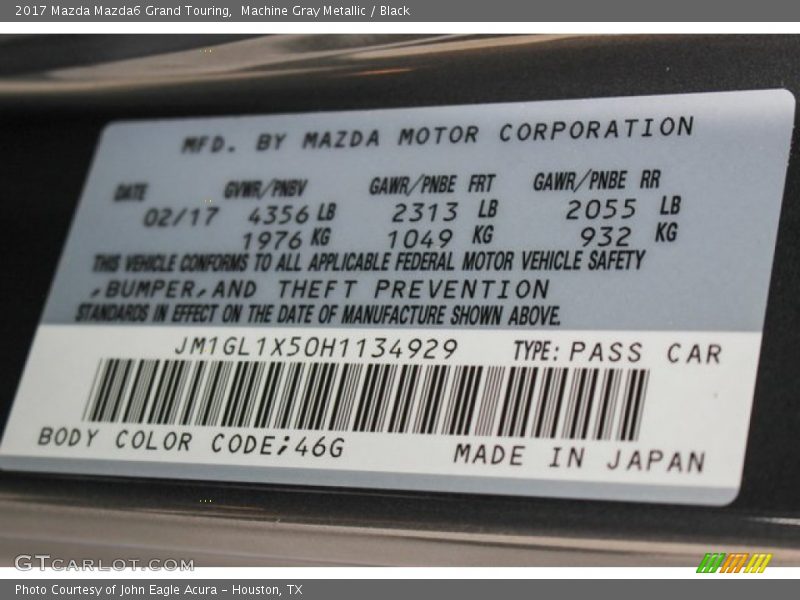 2017 Mazda Mazda6 Grand Touring,  Machine Gray Metallic / Black
MFD. BY MAZDA MOTOR CORPORATION
DATE GVWR/PNBV GAWR/PNBE FRT GAWR/PNBE RR
02/17 4356 LB 2313 LB 2055 LB
1976 KG 1049 KG 932 KG
THIS VEHICLE CONFORMS TO ALL APPLICABLE FEDERAL MOTOR VEHICLE SAFETY
,BUMPER,AND THEFT PREVENTION
STANDARDS IN EFFECT ON THE DATE OF MANUFACTURE SHOWN ABOVE.
JM1GL1X50H1134929 TYPE: PASS CAR
BODY COLOR CODE;46G MADE IN JAPAN
GTCARLOT.COM
Photo Courtesy of John Eagle Acura - Houston, TX